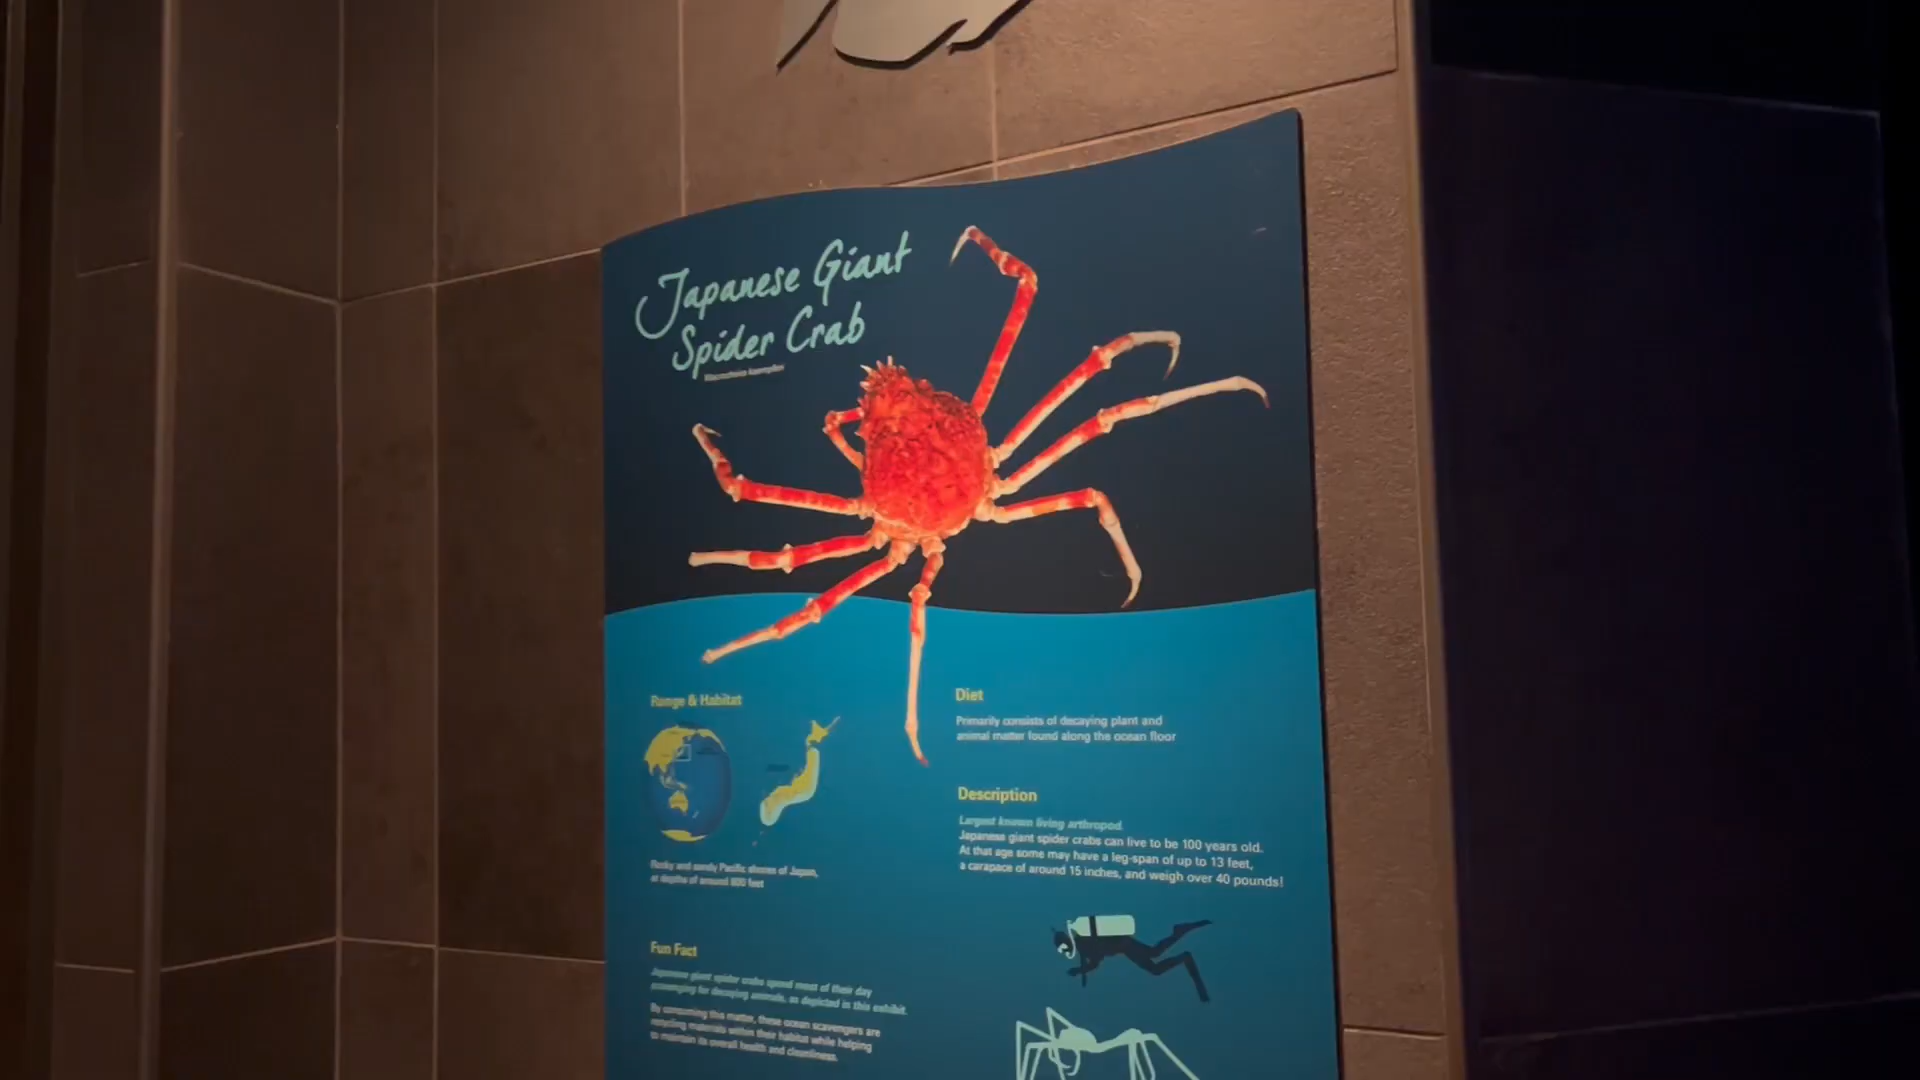 Japanese Giant
Spider Crab
Macrocheira kaempferi
Range & Habitat
Rocky and sandy Pacific shores of Japan,
at depths of around 800 feet
Fun Fact
Japanese giant spider crabs spend most of their day
scavenging for decaying animals, as depicted in this exhibit.
By consuming this matter, these ocean scavengers are
recycling materials within their habitat while helping
to maintain its overall health and cleanliness.
Diet
Primarily consists of decaying plant and
animal matter found along the ocean floor
Description
Largest known living arthropod.
Japanese giant spider crabs can live to be 100 years old.
At that age some may have a leg-span of up to 13 feet,
a carapace of around 15 inches, and weigh over 40 pounds!